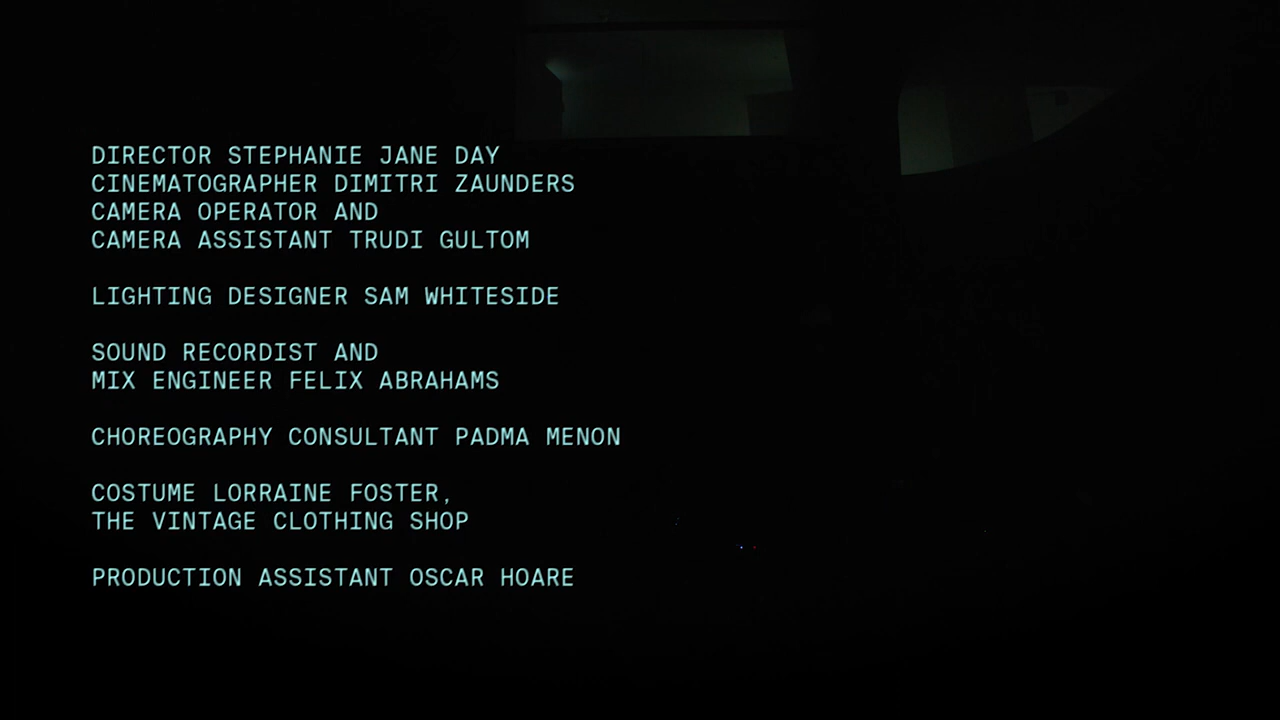 DIRECTOR STEPHANIE JANE DAY
CINEMATOGRAPHER DIMITRI ZAUNDERS
CAMERA OPERATOR AND
CAMERA ASSISTANT TRUDI GULTOM
LIGHTING DESIGNER SAM WHITESIDE
SOUND RECORDIST AND
MIX ENGINEER FELIX ABRAHAMS
CHOREOGRAPHY CONSULTANT PADMA MENON
COSTUME LORRAINE FOSTER,
THE VINTAGE CLOTHING SHOP
PRODUCTION ASSISTANT OSCAR HOARE